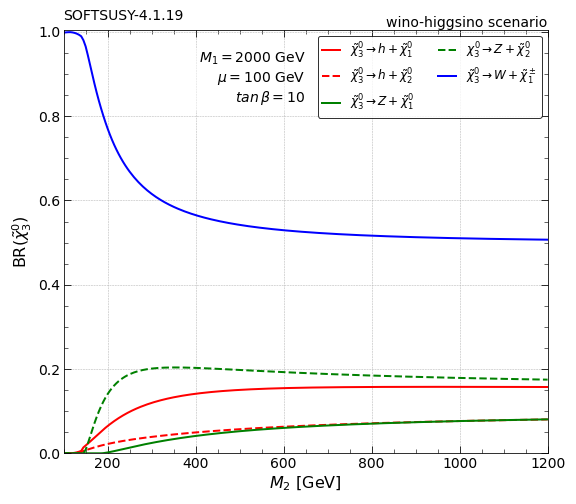 SOFTSUSY-4.1.19
wino-higgsino scenario
M₁ = 2000 GeV
μ = 100 GeV
tan β = 10
χ̃₃⁰ → h + χ̃₁⁰
χ̃₃⁰ → h + χ̃₂⁰
χ̃₃⁰ → Z + χ̃₁⁰
χ₃⁰ → Z + χ̃₂⁰
χ̃₃⁰ → W + χ̃₁^±
BR(χ̃₃⁰)
1.0
0.8
0.6
0.4
0.2
0.0
200
400
600
800
1000
1200
M₂ [GeV]